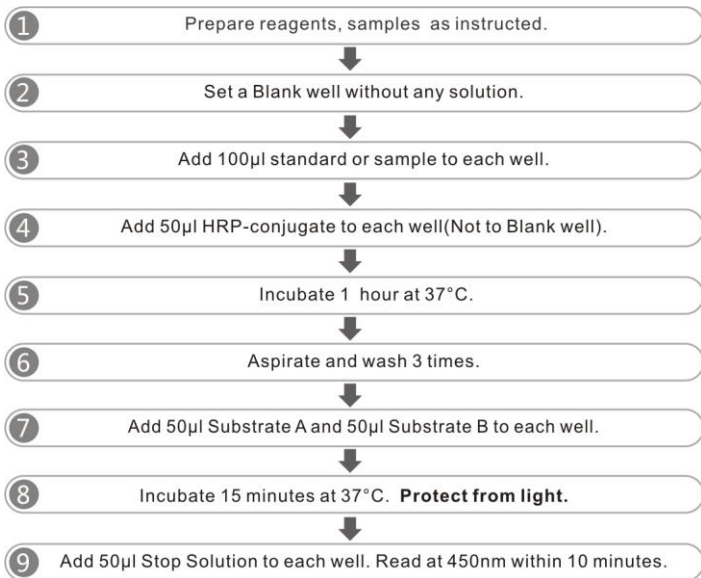 1 Prepare reagents, samples as instructed.
2 Set a Blank well without any solution.
3 Add 100μl standard or sample to each well.
4 Add 50μl HRP-conjugate to each well(Not to Blank well).
5 Incubate 1 hour at 37°C.
6 Aspirate and wash 3 times.
7 Add 50μl Substrate A and 50μl Substrate B to each well.
8 Incubate 15 minutes at 37°C. Protect from light.
9 Add 50μl Stop Solution to each well. Read at 450nm within 10 minutes.